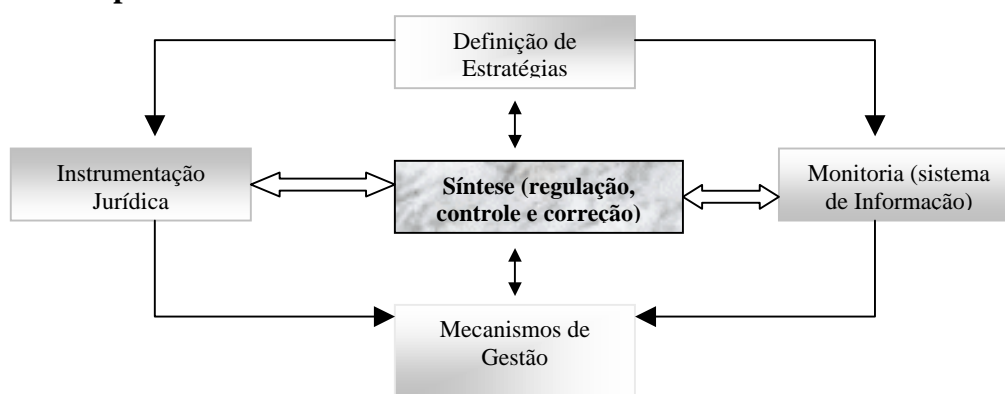 Definição de
Estratégias
Instrumentação
Jurídica
Síntese (regulação,
controle e correção)
Monitoria (sistema
de Informação)
Mecanismos de
Gestão